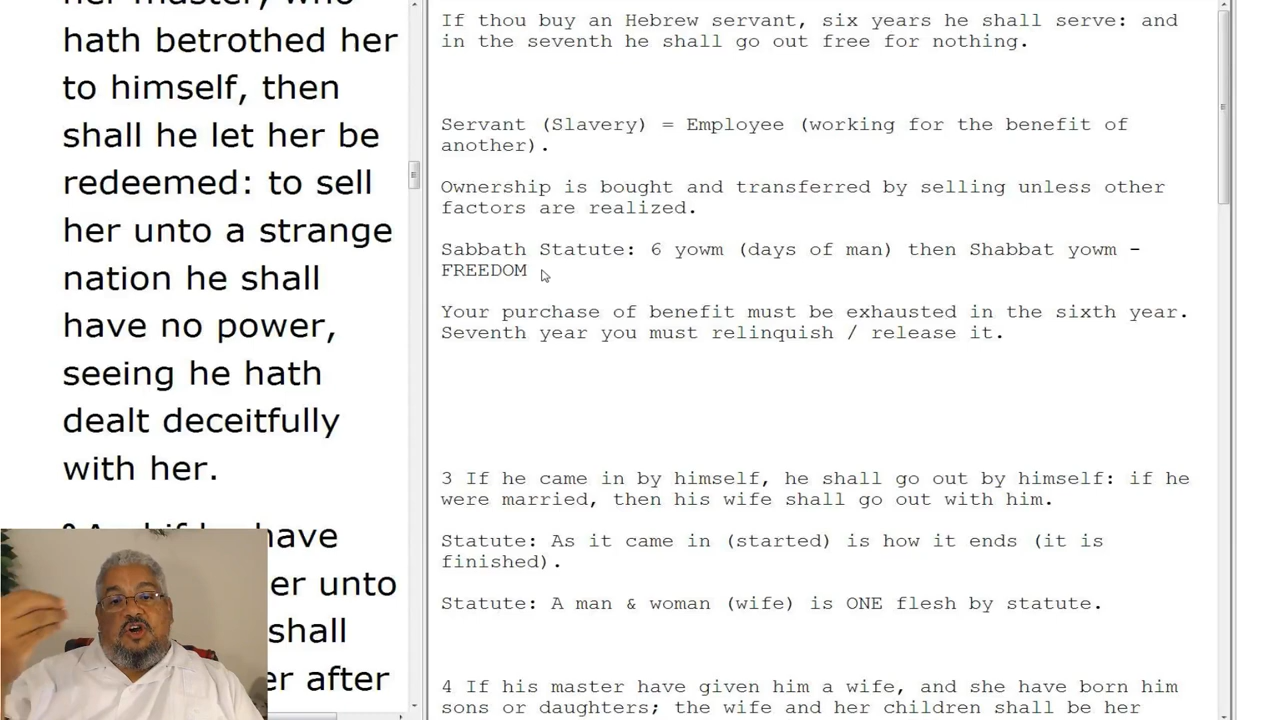 her master, who
hath betrothed her
to himself, then
shall he let her be
redeemed: to sell
her unto a strange
nation he shall
have no power,
seeing he hath
dealt deceitfully
with her.
have
er unto
shall
er after
If thou buy an Hebrew servant, six years he shall serve: and
in the seventh he shall go out free for nothing.
Servant (Slavery) = Employee (working for the benefit of
another).
Ownership is bought and transferred by selling unless other
factors are realized.
Sabbath Statute: 6 yowm (days of man) then Shabbat yowm –
FREEDOM
Your purchase of benefit must be exhausted in the sixth year.
Seventh year you must relinquish / release it.
3 If he came in by himself, he shall go out by himself: if he
were married, then his wife shall go out with him.
Statute: As it came in (started) is how it ends (it is
finished).
Statute: A man & woman (wife) is ONE flesh by statute.
4 If his master have given him a wife, and she have born him
sons or daughters; the wife and her children shall be her